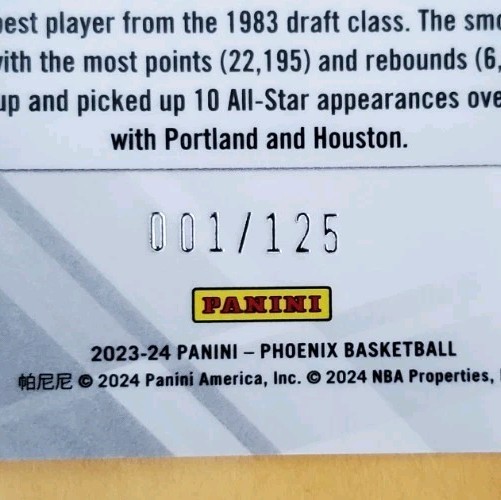 best player from the 1983 draft class. The smo
with the most points (22,195) and rebounds (6,
up and picked up 10 All-Star appearances ove
with Portland and Houston.
001/125
PANINI
2023-24 PANINI – PHOENIX BASKETBALL
帕尼尼 © 2024 Panini America, Inc. © 2024 NBA Properties,